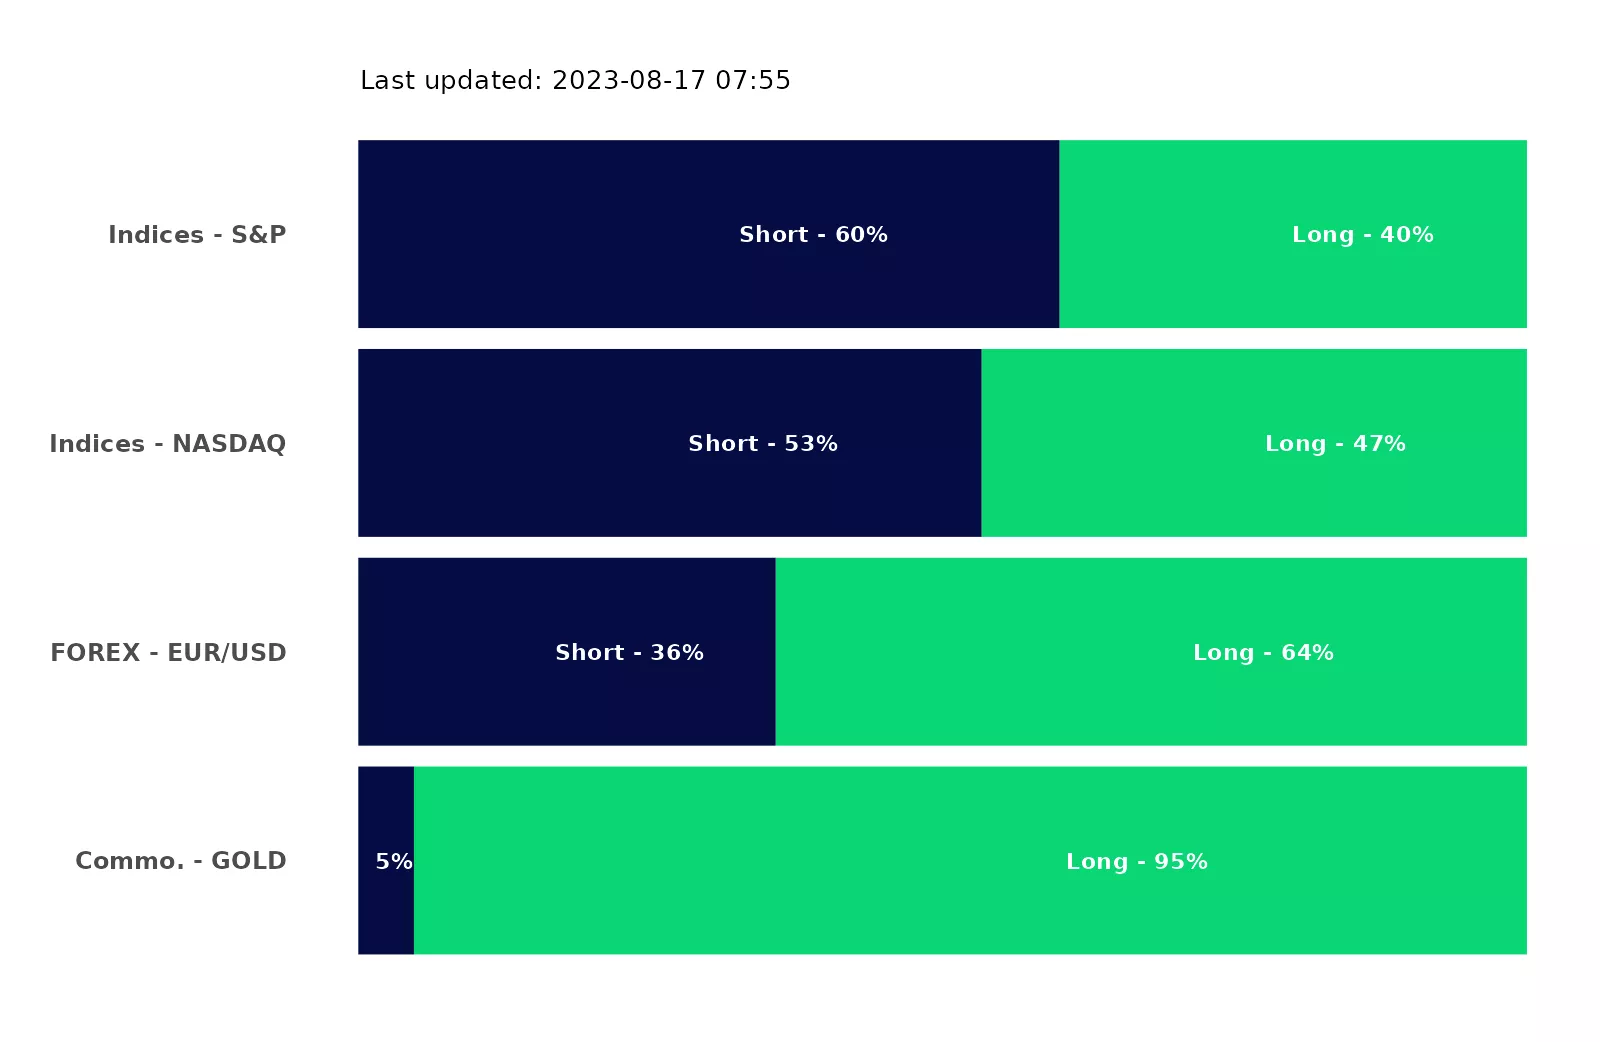 Last updated: 2023-08-17 07:55
Indices - S&P
Short - 60%
Long - 40%
Indices - NASDAQ
Short - 53%
Long - 47%
FOREX - EUR/USD
Short - 36%
Long - 64%
Commo. - GOLD
5%
Long - 95%